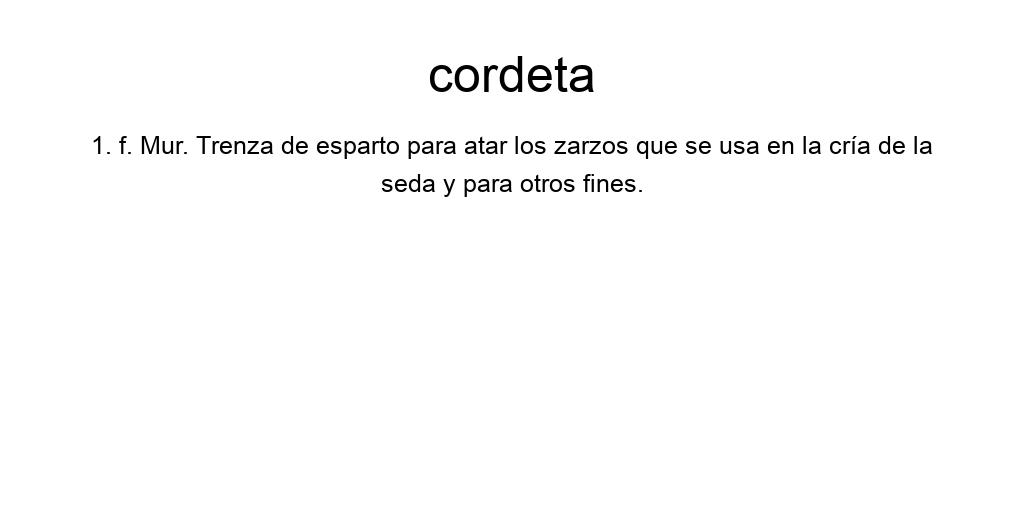 cordeta
1. f. Mur. Trenza de esparto para atar los zarzos que se usa en la cría de la
seda y para otros fines.